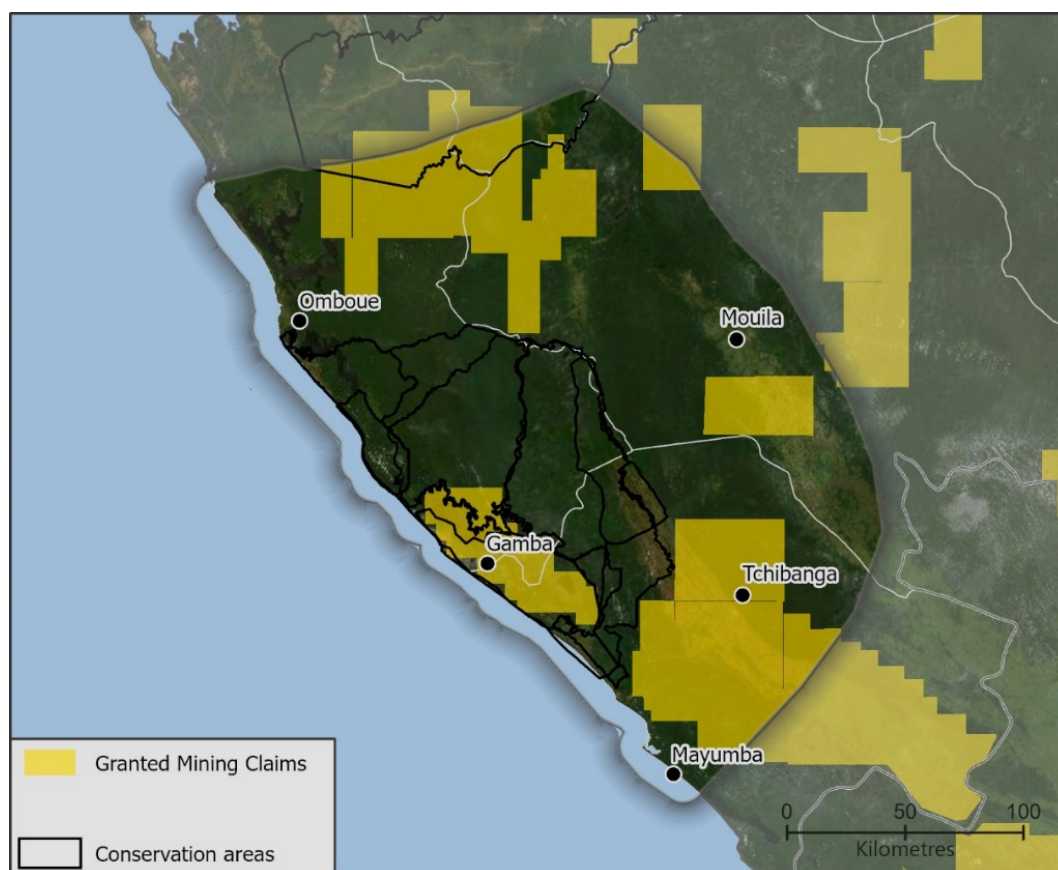 Omboue
Mouila
Gamba
Tchibanga
Mayumba
Granted Mining Claims
Conservation areas
0 50 100
Kilometres